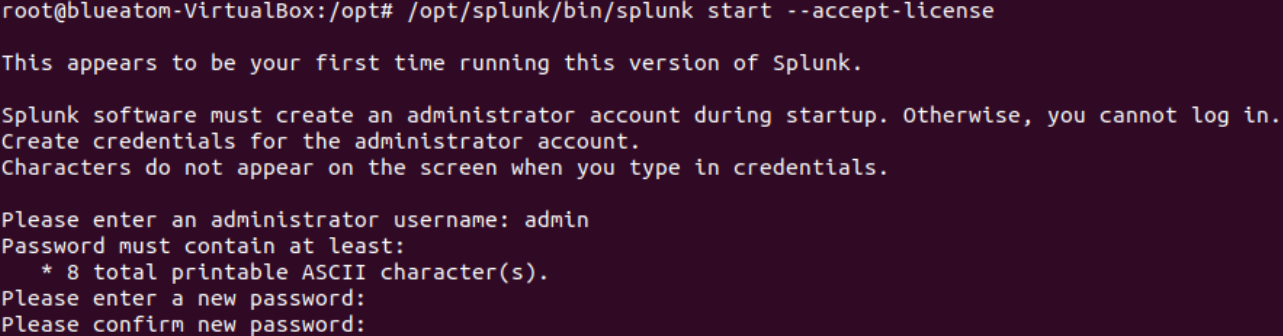 root@blueatom-VirtualBox:/opt# /opt/splunk/bin/splunk start --accept-license
This appears to be your first time running this version of Splunk.
Splunk software must create an administrator account during startup. Otherwise, you cannot log in.
Create credentials for the administrator account.
Characters do not appear on the screen when you type in credentials.
Please enter an administrator username: admin
Password must contain at least:
   * 8 total printable ASCII character(s).
Please enter a new password:
Please confirm new password: